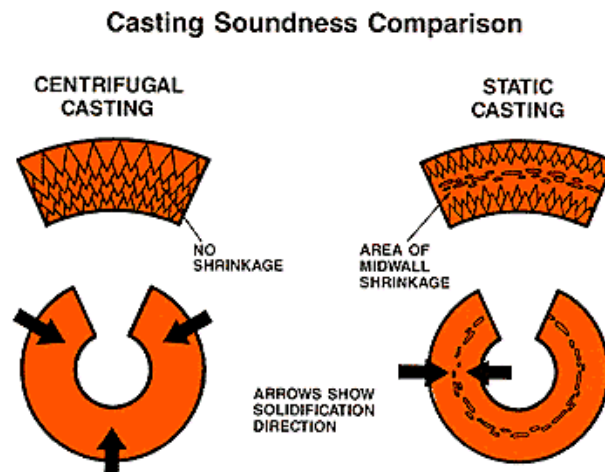 Casting Soundness Comparison
CENTRIFUGAL
CASTING
STATIC
CASTING
NO
SHRINKAGE
AREA OF
MIDWALL
SHRINKAGE
ARROWS SHOW
SOLIDIFICATION
DIRECTION